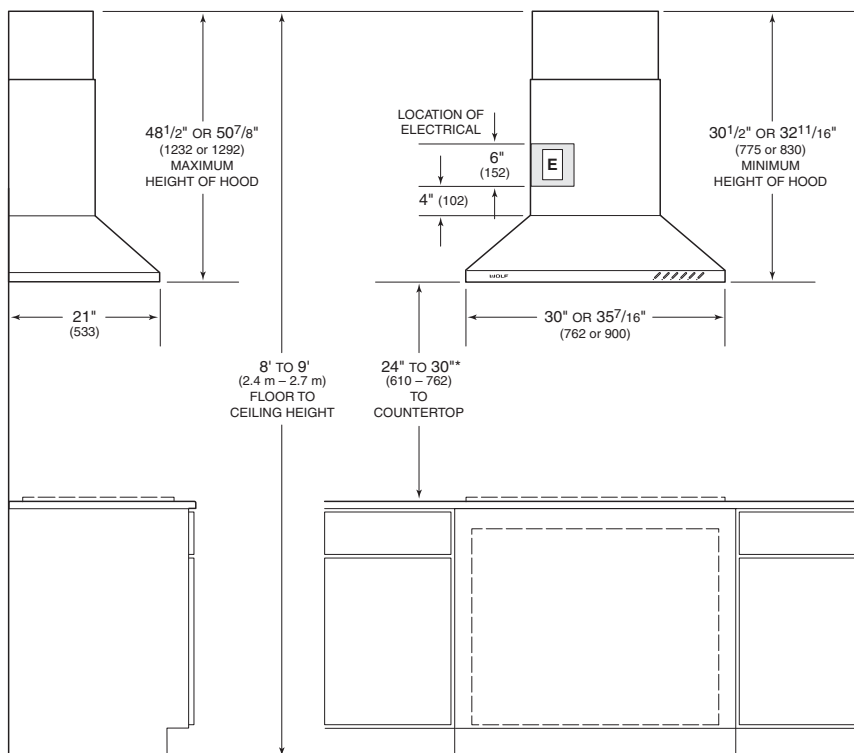 48 1/2" OR 50 7/8"
(1232 or 1292)
MAXIMUM
HEIGHT OF HOOD
LOCATION OF
ELECTRICAL
6"
(152)
E
4" (102)
30 1/2" OR 32 11/16"
(775 or 830)
MINIMUM
HEIGHT OF HOOD
WOLF
21"
(533)
30" OR 35 7/16"
(762 or 900)
8' TO 9'
(2.4 m – 2.7 m)
FLOOR TO
CEILING HEIGHT
24" TO 30"*
(610 – 762)
TO
COUNTERTOP